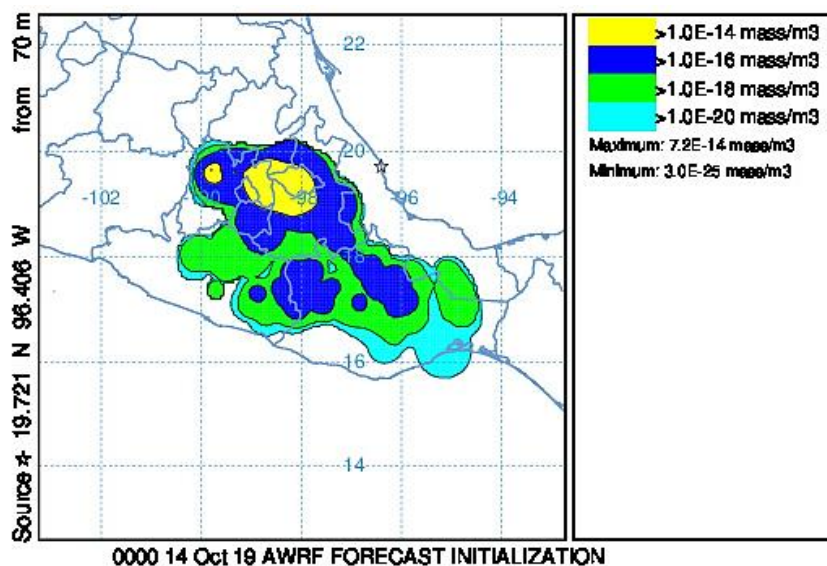 Source ☆ 19.721 N 96.406 W from 70 m
>1.0E-14 mass/m3
>1.0E-16 mass/m3
>1.0E-18 mass/m3
>1.0E-20 mass/m3
Maximum: 7.2E-14 mass/m3
Minimum: 3.0E-25 mass/m3
22
20
-102 -100 -98 -96 -94
18
16
14
0000 14 Oct 19 AWRF FORECAST INITIALIZATION